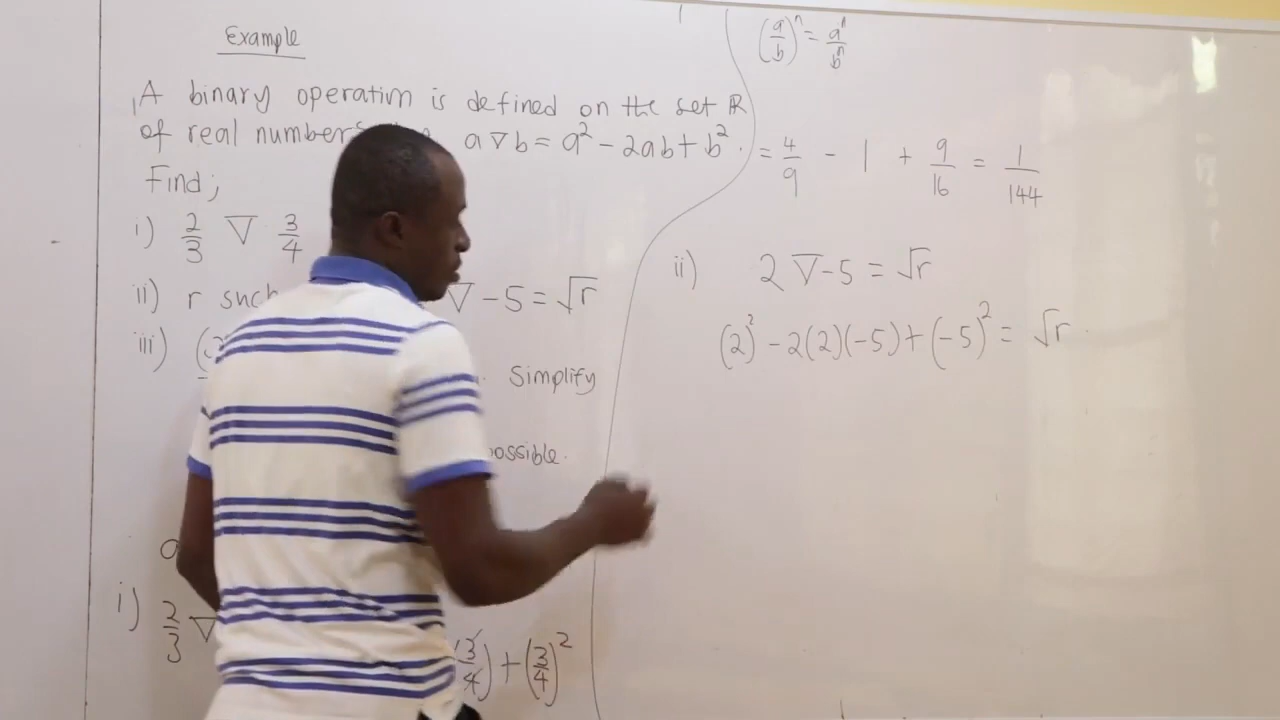 Example
1, A binary operation is defined on the set ℝ
of real numbers a ∇ b = a² − 2ab + b².
Find;
i) 2/3 ∇ 3/4
ii) r such ∇ −5 = √r
iii) Simplify
possible.
i) 2/3 ∇ (3/4) + (3/4)²
(a/b)ⁿ = aⁿ/bⁿ
= 4/9 − 1 + 9/16 = 1/144
ii) 2 ∇ −5 = √r
(2)² − 2(2)(−5) + (−5)² = √r